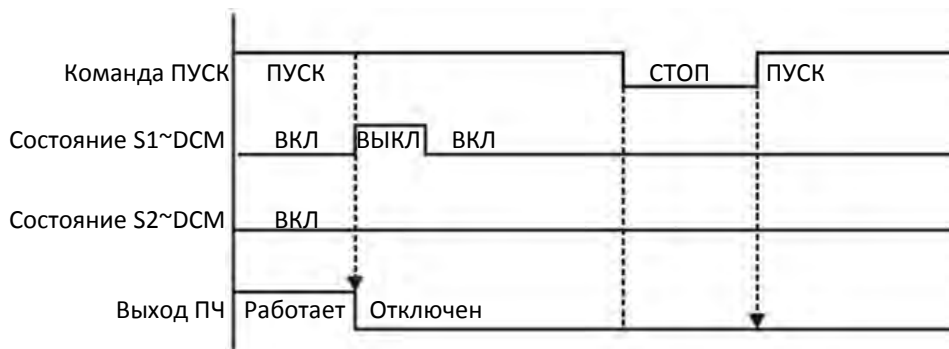 Команда ПУСК ПУСК СТОП ПУСК
Состояние S1~DCM ВКЛ ВЫКЛ ВКЛ
Состояние S2~DCM ВКЛ
Выход ПЧ Работает Отключен